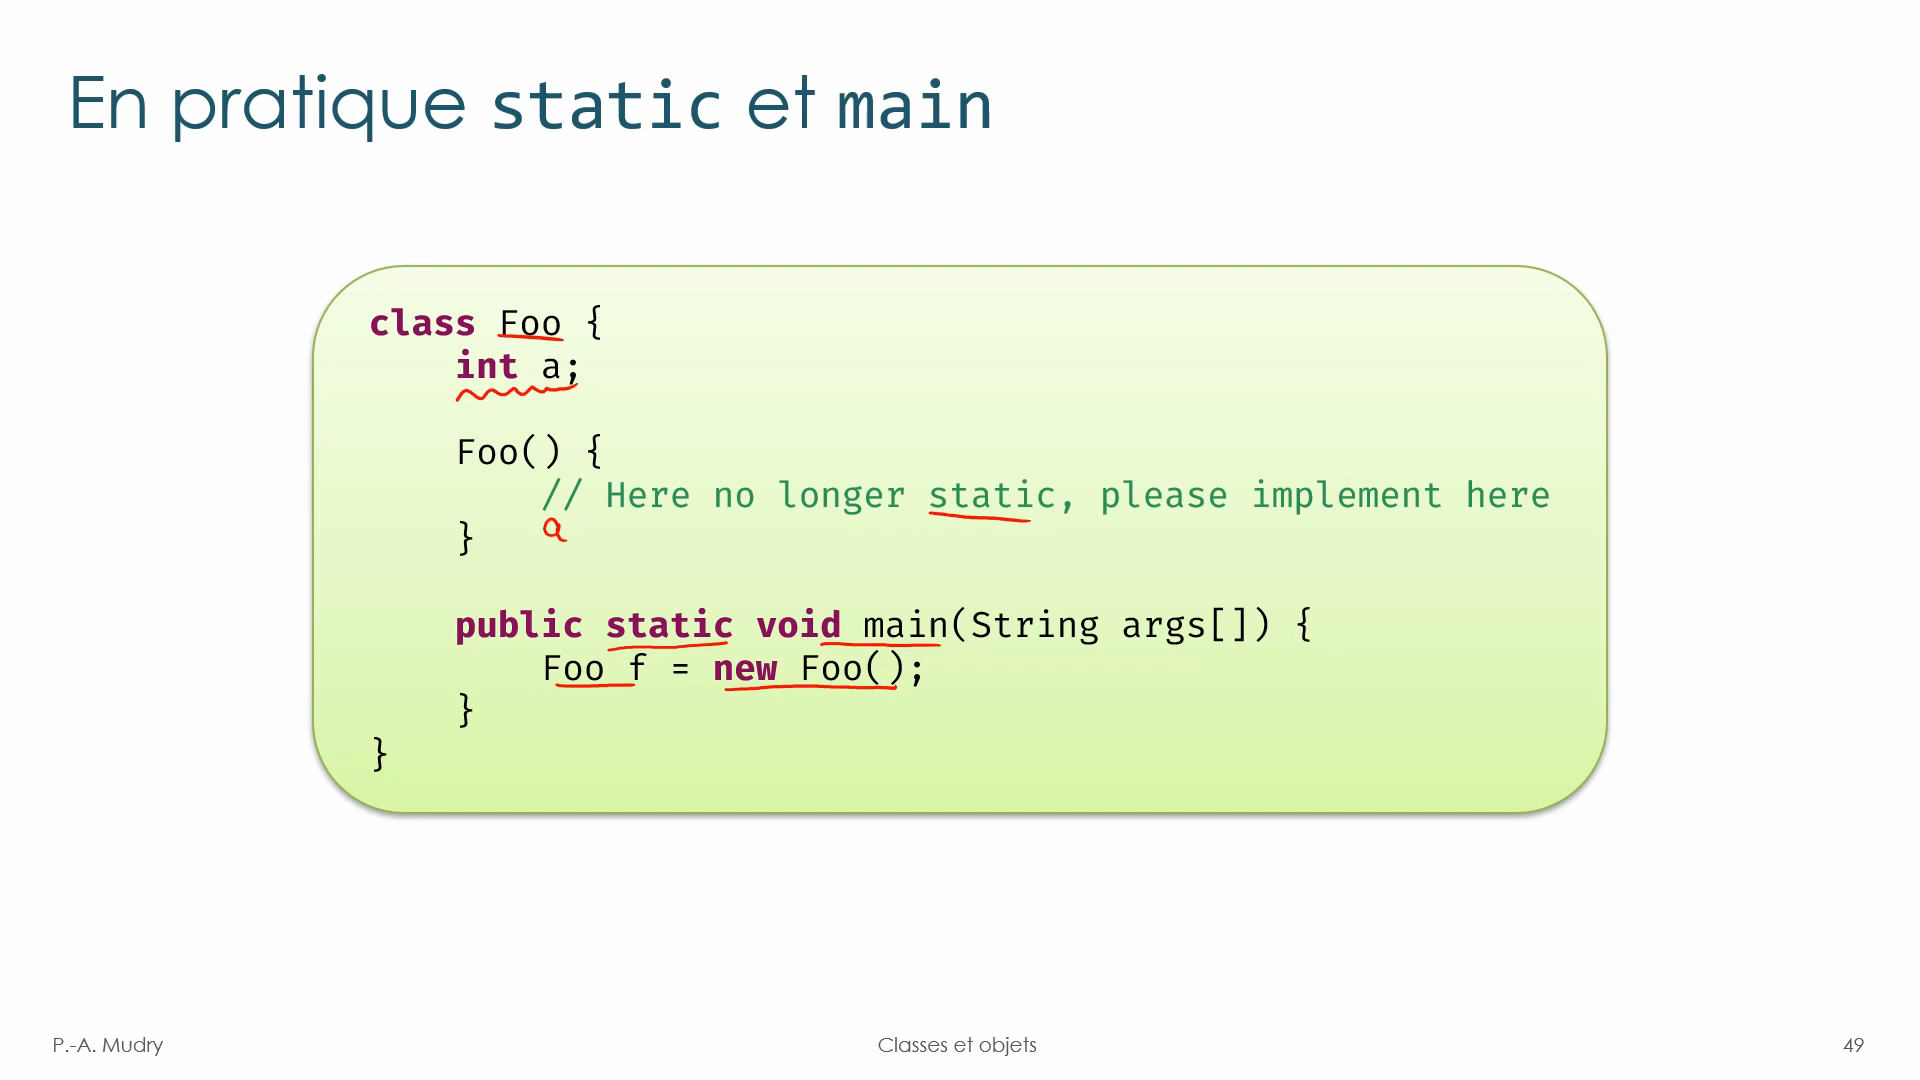 En pratique static et main
class Foo {
int a;
Foo() {
// Here no longer static, please implement here
a
}
public static void main(String args[]) {
Foo f = new Foo();
}
}
P.-A. Mudry
Classes et objets
49